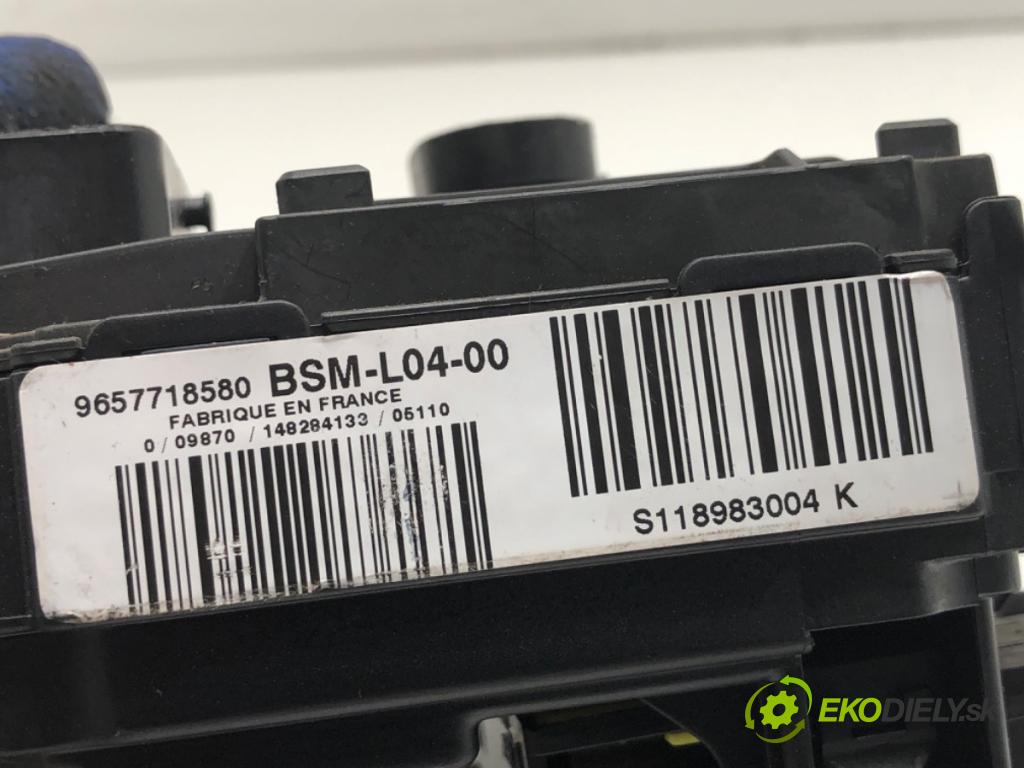 9657718580 BSM-L04-00
FABRIQUE EN FRANCE
0 / 09870 / 148284133 / 05110
S118983004 K
EKODIELY.sk